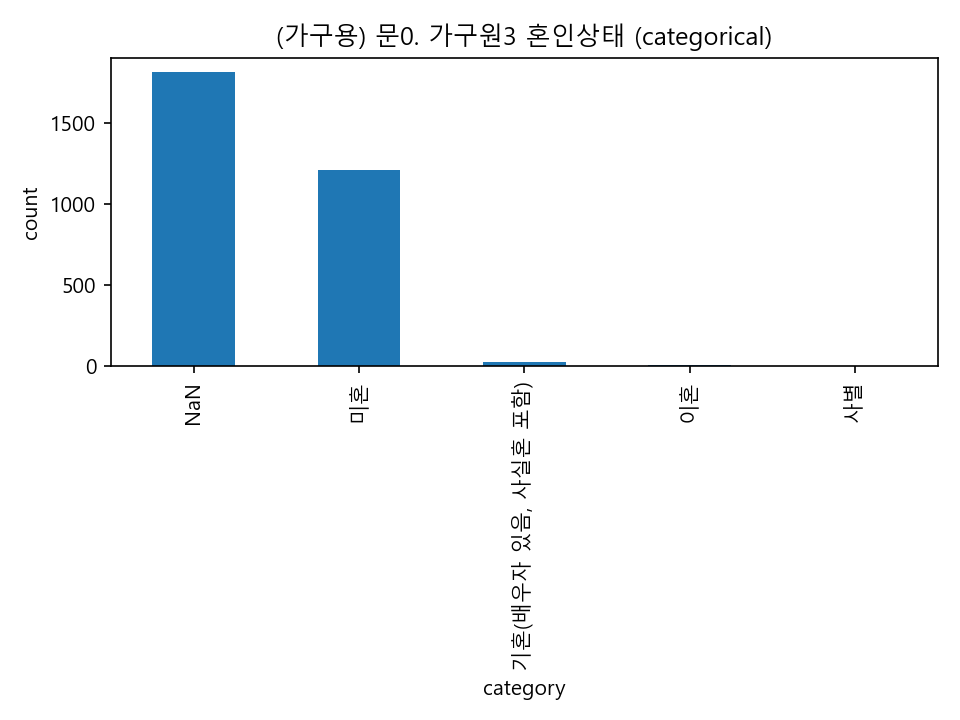 (가구용) 문0. 가구원3 혼인상태 (categorical)
count
1500
1000
500
0
NaN
미혼
기혼(배우자 있음, 사실혼 포함)
이혼
사별
category